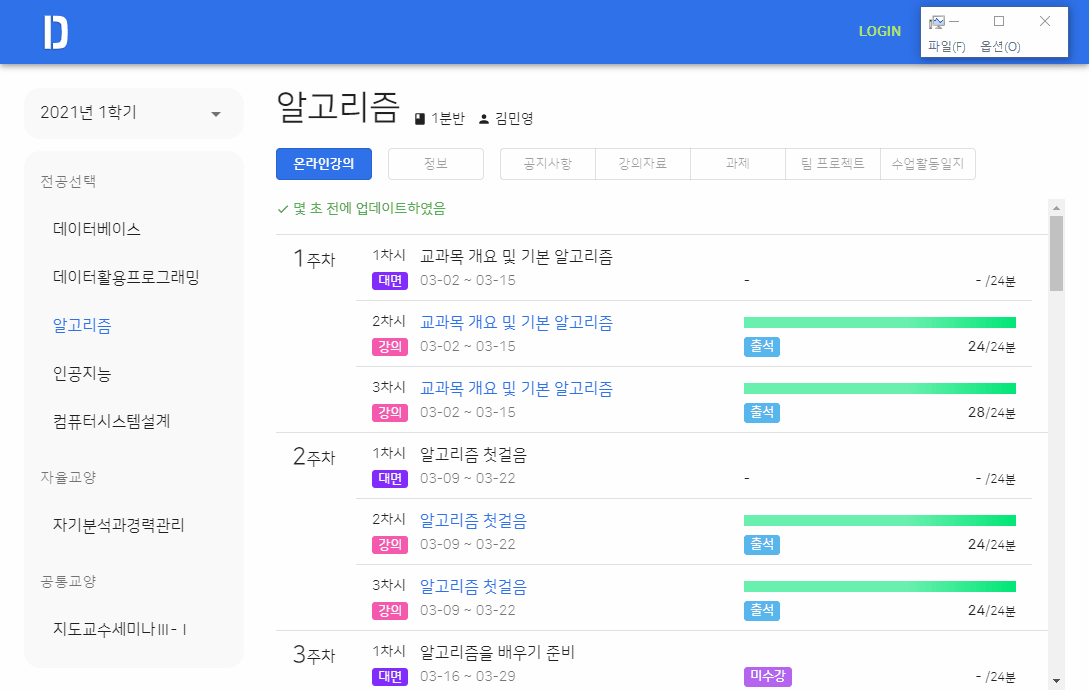 D
LOGIN
파일(F) 옵션(O)
2021년 1학기
전공선택
데이터베이스
데이터활용프로그래밍
알고리즘
인공지능
컴퓨터시스템설계
자율교양
자기분석과경력관리
공통교양
지도교수세미나Ⅲ-Ⅰ
알고리즘 1분반 김민영
온라인강의 정보 공지사항 강의자료 과제 팀 프로젝트 수업활동일지
몇 초 전에 업데이트하였음
1주차 1차시 교과목 개요 및 기본 알고리즘
대면 03-02 ~ 03-15 - - /24분
2차시 교과목 개요 및 기본 알고리즘
강의 03-02 ~ 03-15 출석 24/24분
3차시 교과목 개요 및 기본 알고리즘
강의 03-02 ~ 03-15 출석 28/24분
2주차 1차시 알고리즘 첫걸음
대면 03-09 ~ 03-22 - - /24분
2차시 알고리즘 첫걸음
강의 03-09 ~ 03-22 출석 24/24분
3차시 알고리즘 첫걸음
강의 03-09 ~ 03-22 출석 24/24분
3주차 1차시 알고리즘을 배우기 준비
대면 03-16 ~ 03-29 미수강 - /24분